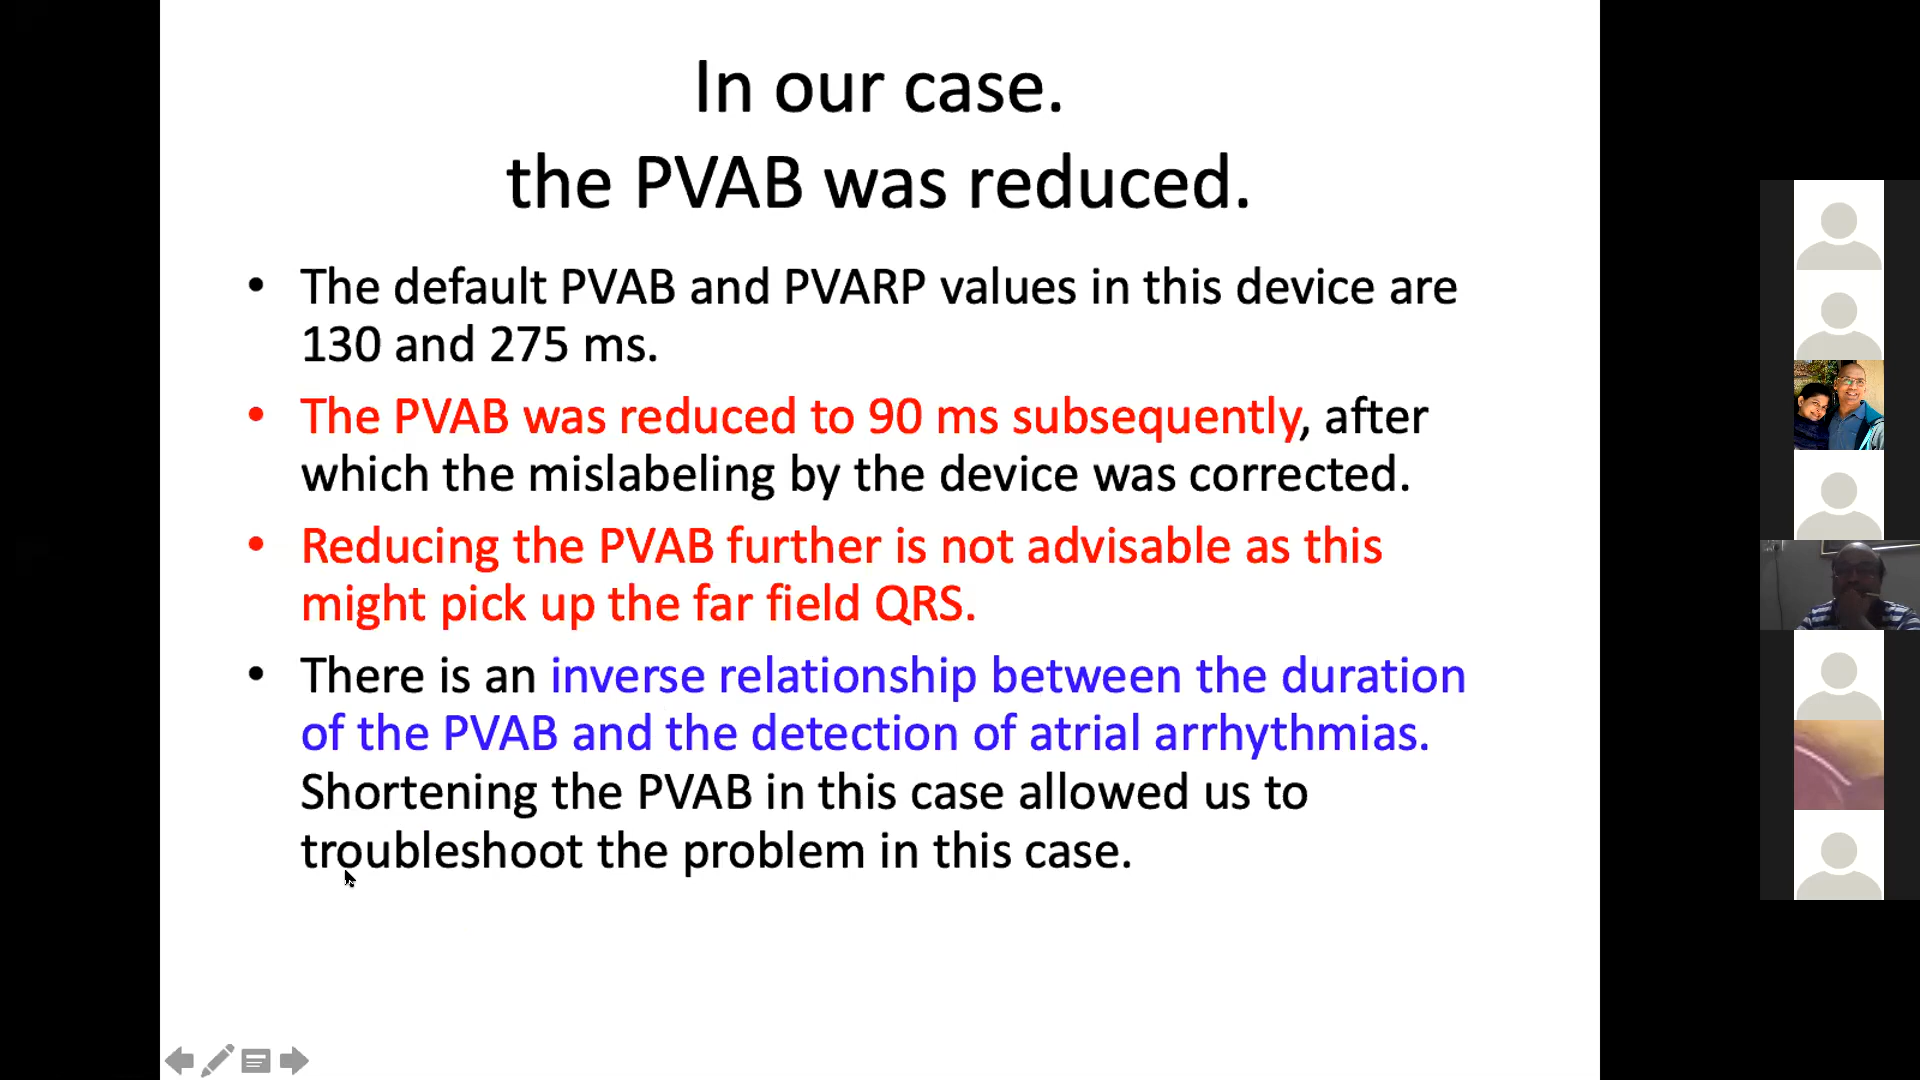 In our case.
the PVAB was reduced.
• The default PVAB and PVARP values in this device are
130 and 275 ms.
• The PVAB was reduced to 90 ms subsequently, after
which the mislabeling by the device was corrected.
• Reducing the PVAB further is not advisable as this
might pick up the far field QRS.
• There is an inverse relationship between the duration
of the PVAB and the detection of atrial arrhythmias.
Shortening the PVAB in this case allowed us to
troubleshoot the problem in this case.